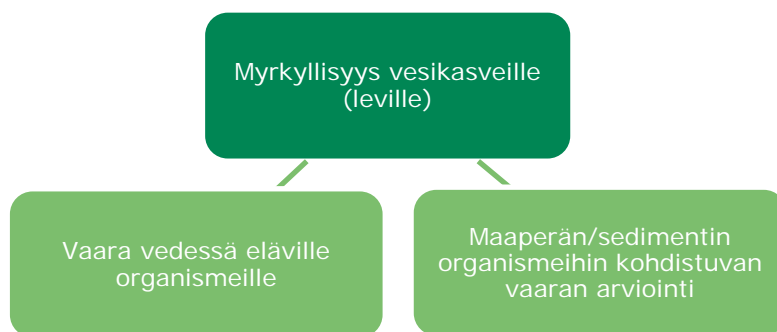 Myrkyllisyys vesikasveille
(leville)
Vaara vedessä eläville
organismeille
Maaperän/sedimentin
organismeihin kohdistuvan
vaaran arviointi